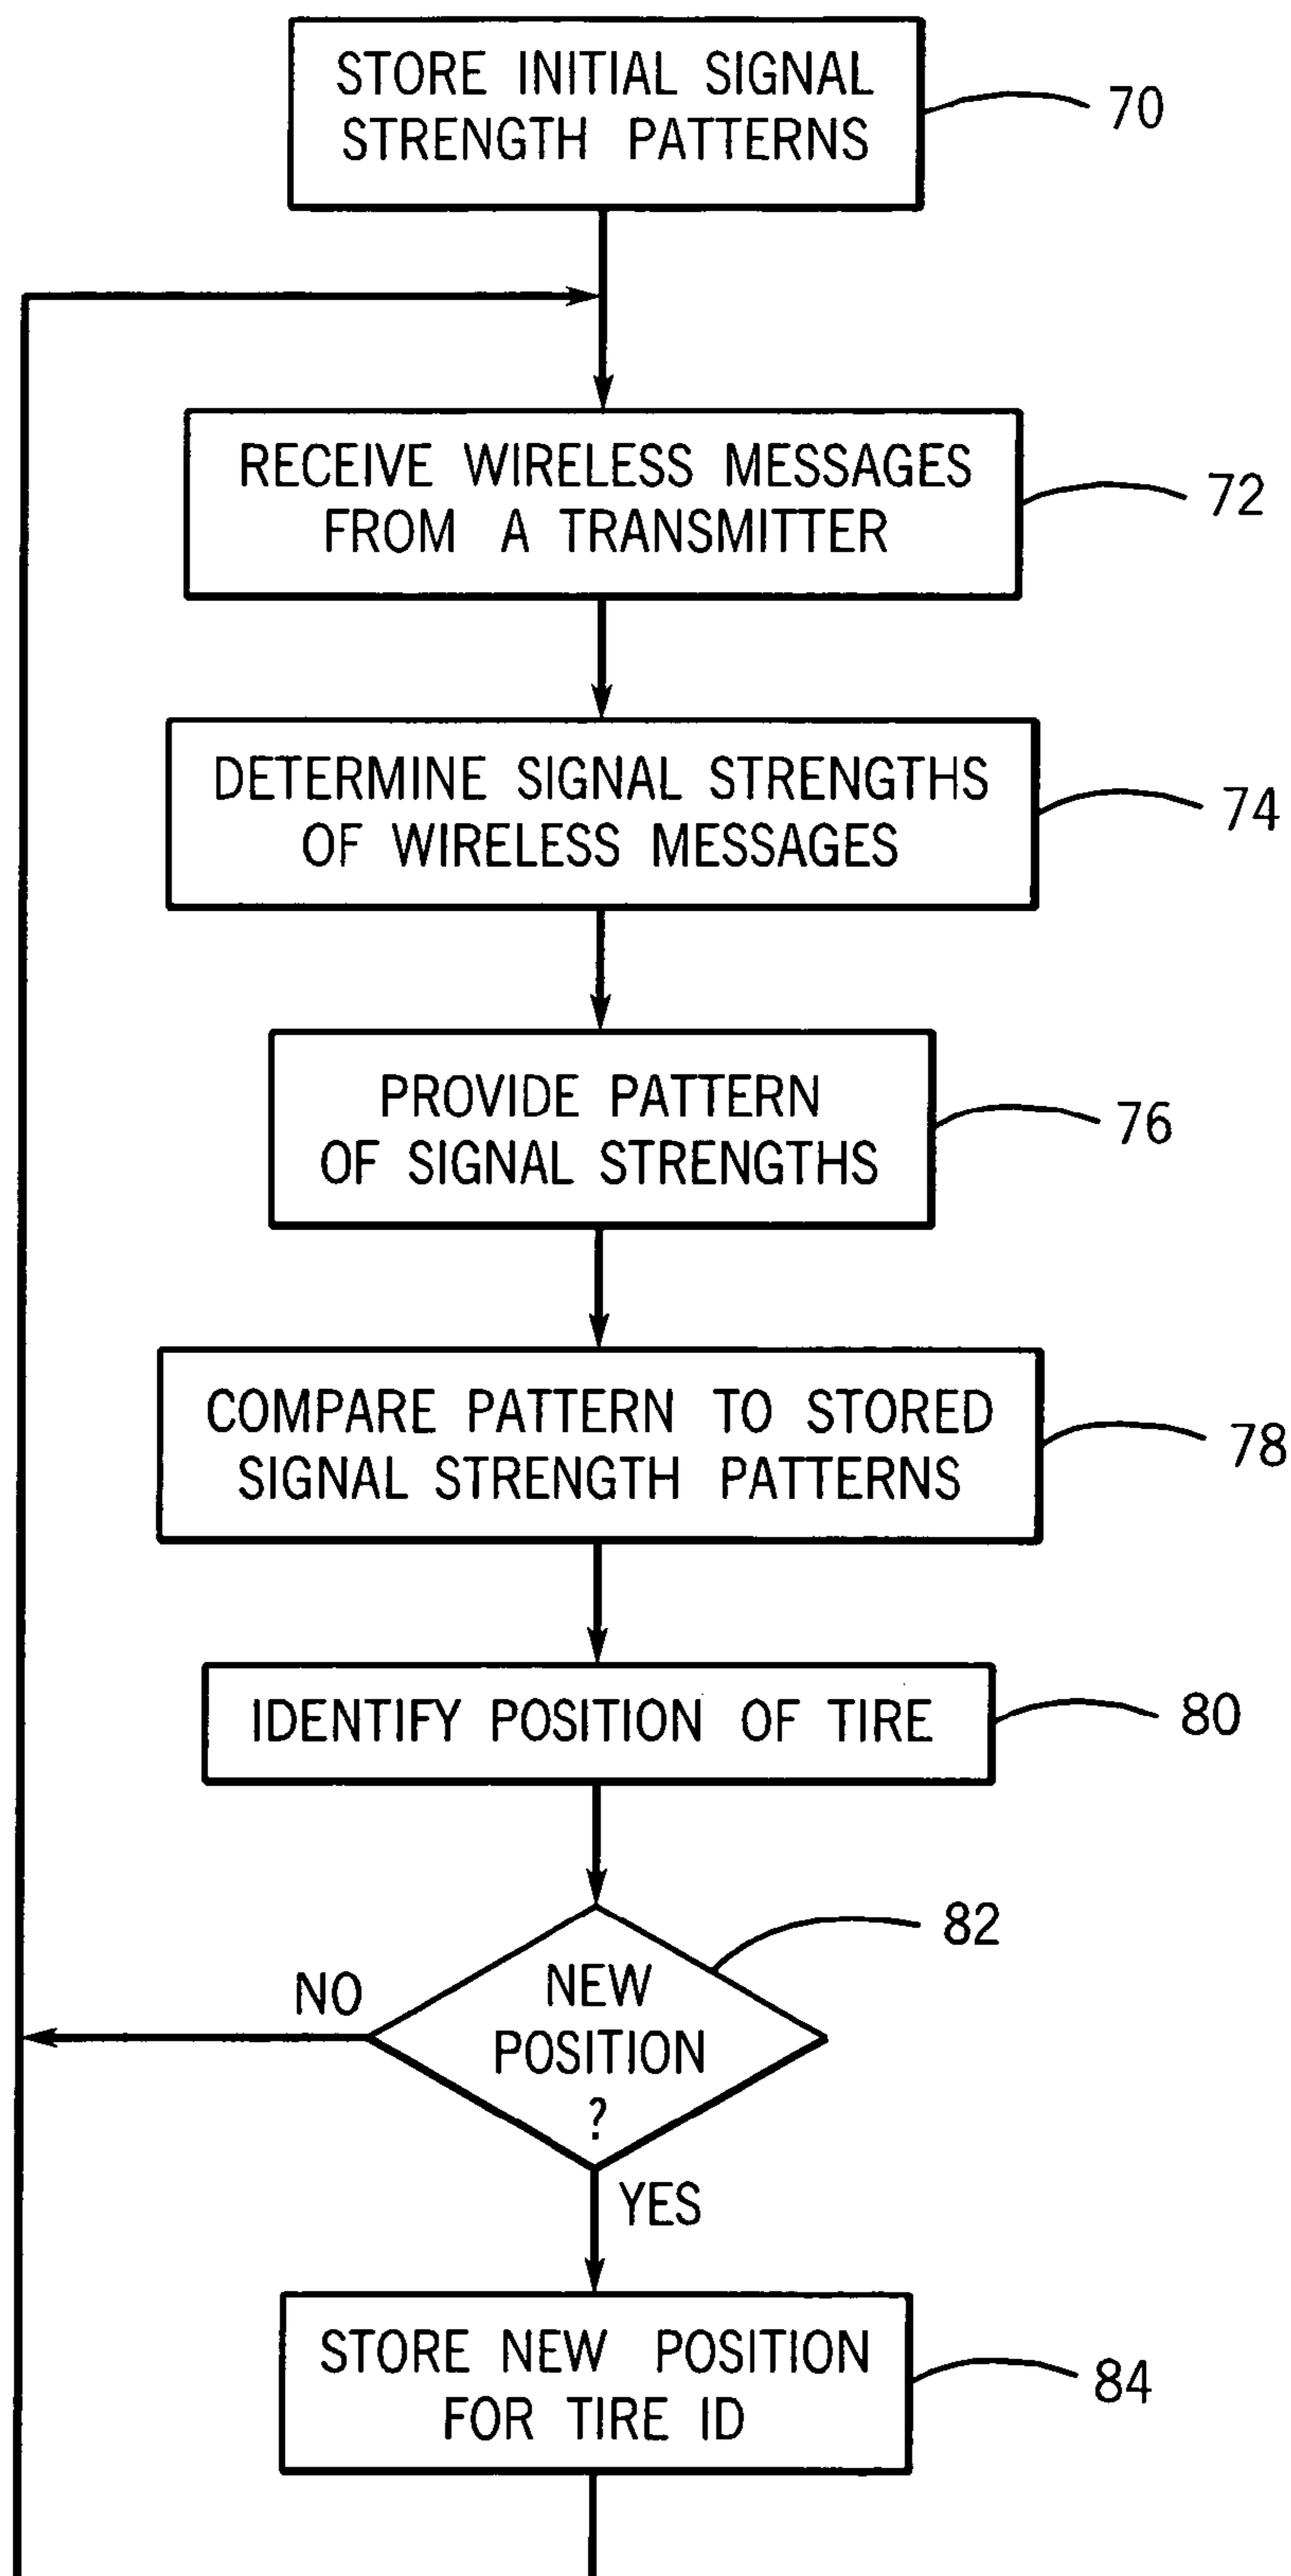 STORE INITIAL SIGNAL
STRENGTH PATTERNS
70
RECEIVE WIRELESS MESSAGES
FROM A TRANSMITTER
72
DETERMINE SIGNAL STRENGTHS
OF WIRELESS MESSAGES
74
PROVIDE PATTERN
OF SIGNAL STRENGTHS
76
COMPARE PATTERN TO STORED
SIGNAL STRENGTH PATTERNS
78
IDENTIFY POSITION OF TIRE
80
82
NO
NEW
POSITION
?
YES
STORE NEW POSITION
FOR TIRE ID
84